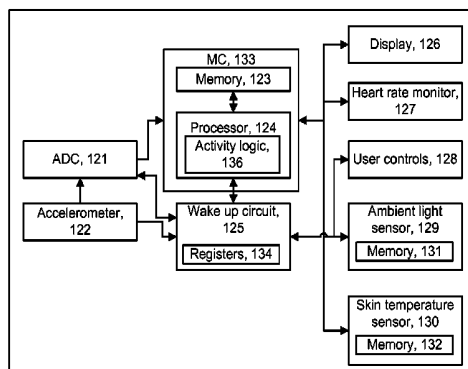 MC, 133
Memory, 123
Processor, 124
Activity logic,
136
ADC, 121
Accelerometer,
122
Wake up circuit,
125
Registers, 134
Display, 126
Heart rate monitor,
127
User controls, 128
Ambient light
sensor, 129
Memory, 131
Skin temperature
sensor, 130
Memory, 132